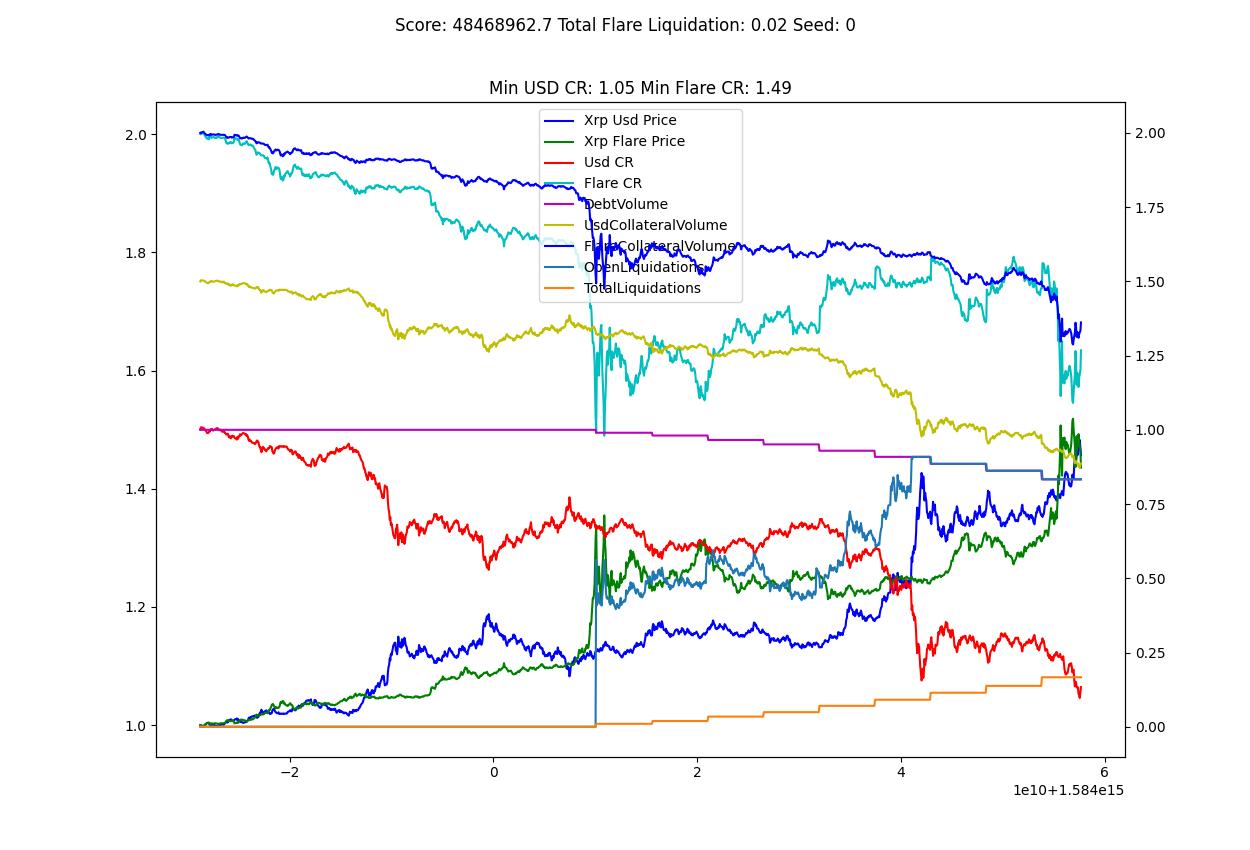 Score: 48468962.7 Total Flare Liquidation: 0.02 Seed: 0
Min USD CR: 1.05 Min Flare CR: 1.49
Xrp Usd Price
Xrp Flare Price
Usd CR
Flare CR
DebtVolume
UsdCollateralVolume
FlareCollateralVolume
OpenLiquidations
TotalLiquidations
2.0
1.8
1.6
1.4
1.2
1.0
2.00
1.75
1.50
1.25
1.00
0.75
0.50
0.25
0.00
−2
0
2
4
6
1e10+1.584e15